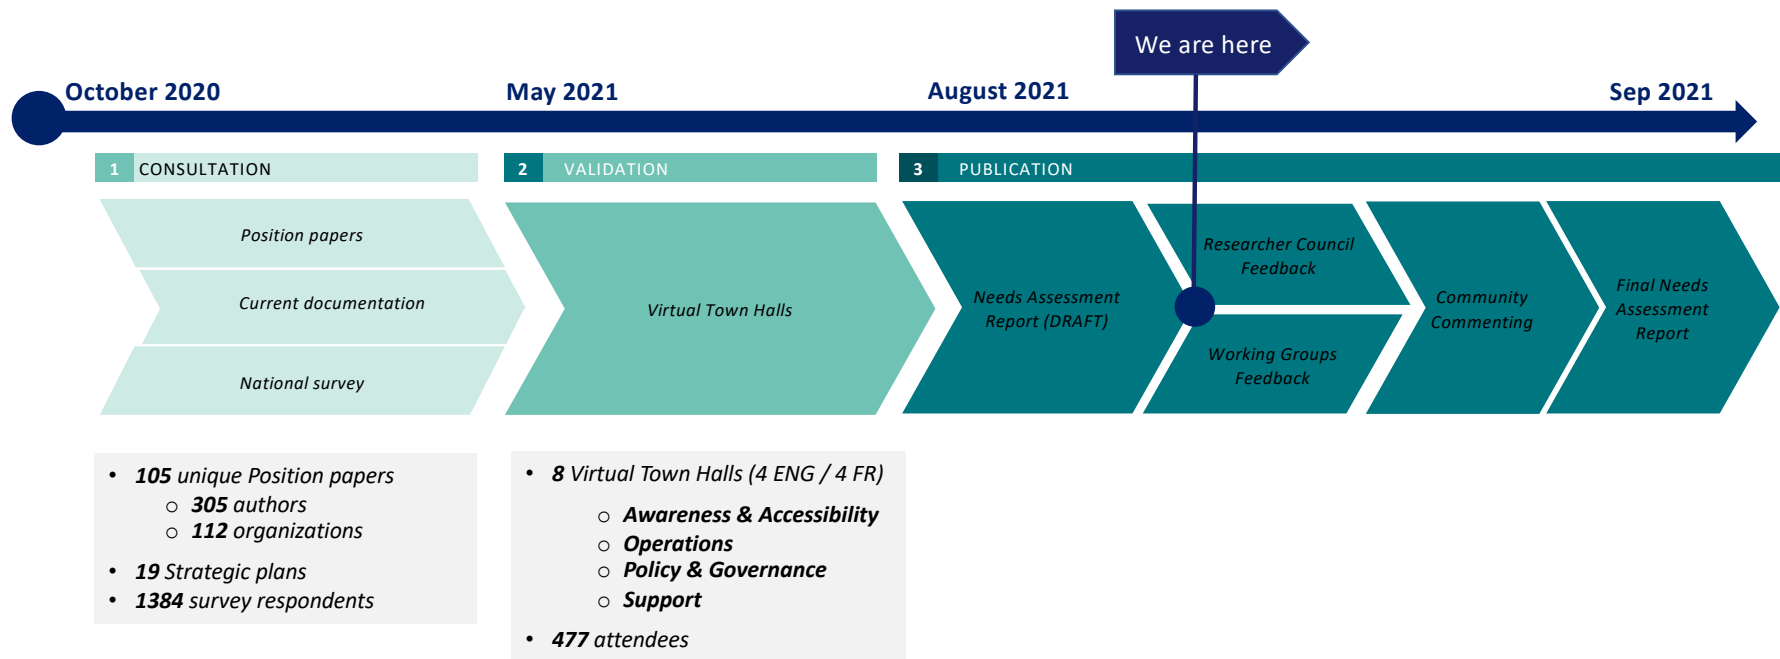 We are here
October 2020
May 2021
August 2021
Sep 2021
1 CONSULTATION
2 VALIDATION
3 PUBLICATION
Position papers
Current documentation
National survey
Virtual Town Halls
Needs Assessment
Report (DRAFT)
Researcher Council
Feedback
Working Groups
Feedback
Community
Commenting
Final Needs
Assessment
Report
• 105 unique Position papers
o 305 authors
o 112 organizations
• 19 Strategic plans
• 1384 survey respondents
• 8 Virtual Town Halls (4 ENG / 4 FR)
o Awareness & Accessibility
o Operations
o Policy & Governance
o Support
• 477 attendees